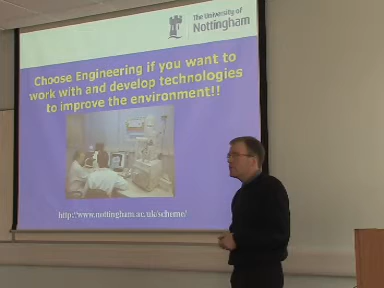 The University of
Nottingham
Choose Engineering if you want to
work with and develop technologies
to improve the environment!!
http://www.nottingham.ac.uk/scheme/